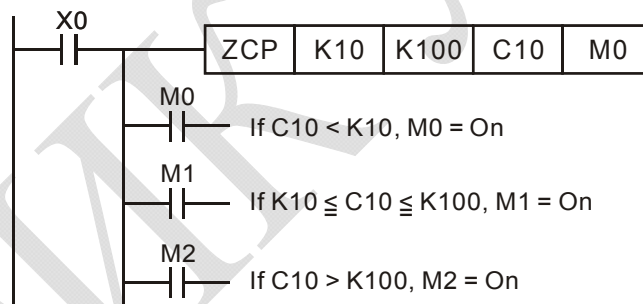 X0
ZCP K10 K100 C10 M0
M0
If C10 < K10, M0 = On
M1
If K10 ≦ C10 ≦ K100, M1 = On
M2
If C10 > K100, M2 = On